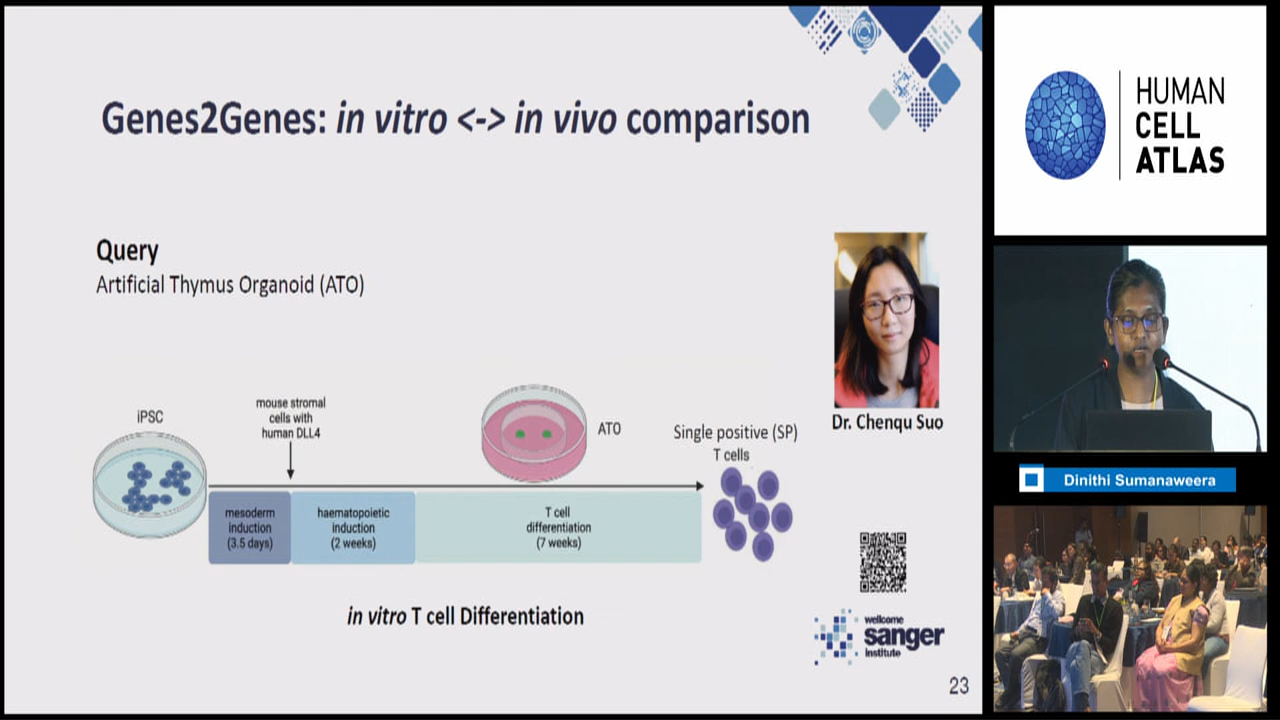 Genes2Genes: in vitro <-> in vivo comparison
Query
Artificial Thymus Organoid (ATO)
iPSC
mouse stromal
cells with
human DLL4
ATO
Single positive (SP)
T cells
mesoderm
induction
(3.5 days)
haematopoietic
induction
(2 weeks)
T cell
differentiation
(7 weeks)
in vitro T cell Differentiation
Dr. Chenqu Suo
wellcome
sanger
institute
23
HUMAN
CELL
ATLAS
Dinithi Sumanaweera